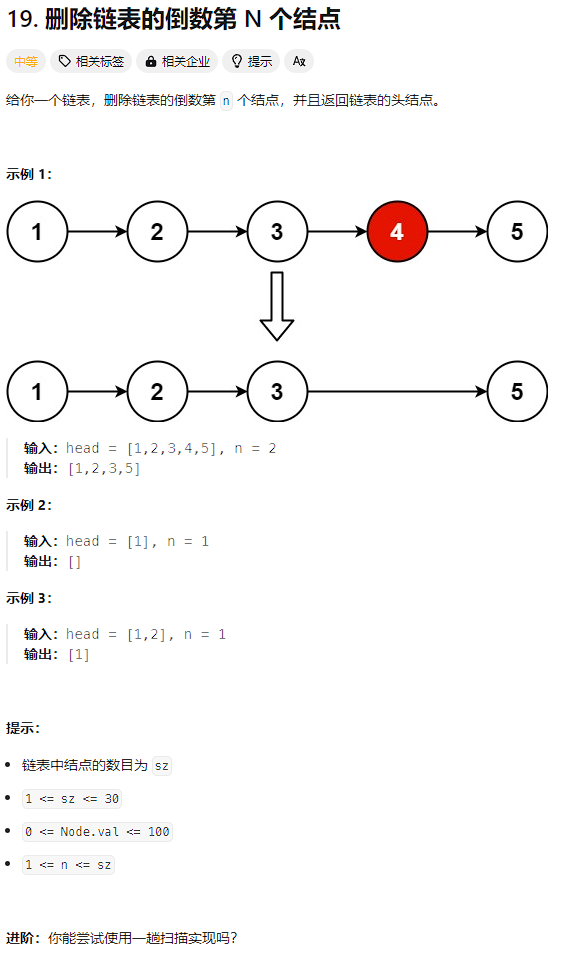 19. 删除链表的倒数第 N 个结点
中等 相关标签 相关企业 提示 Aあ
给你一个链表，删除链表的倒数第 n 个结点，并且返回链表的头结点。
示例 1：
1 2 3 4 5
1 2 3 5
输入：head = [1,2,3,4,5], n = 2
输出：[1,2,3,5]
示例 2：
输入：head = [1], n = 1
输出：[]
示例 3：
输入：head = [1,2], n = 1
输出：[1]
提示：
链表中结点的数目为 sz
1 <= sz <= 30
0 <= Node.val <= 100
1 <= n <= sz
进阶：你能尝试使用一趟扫描实现吗？